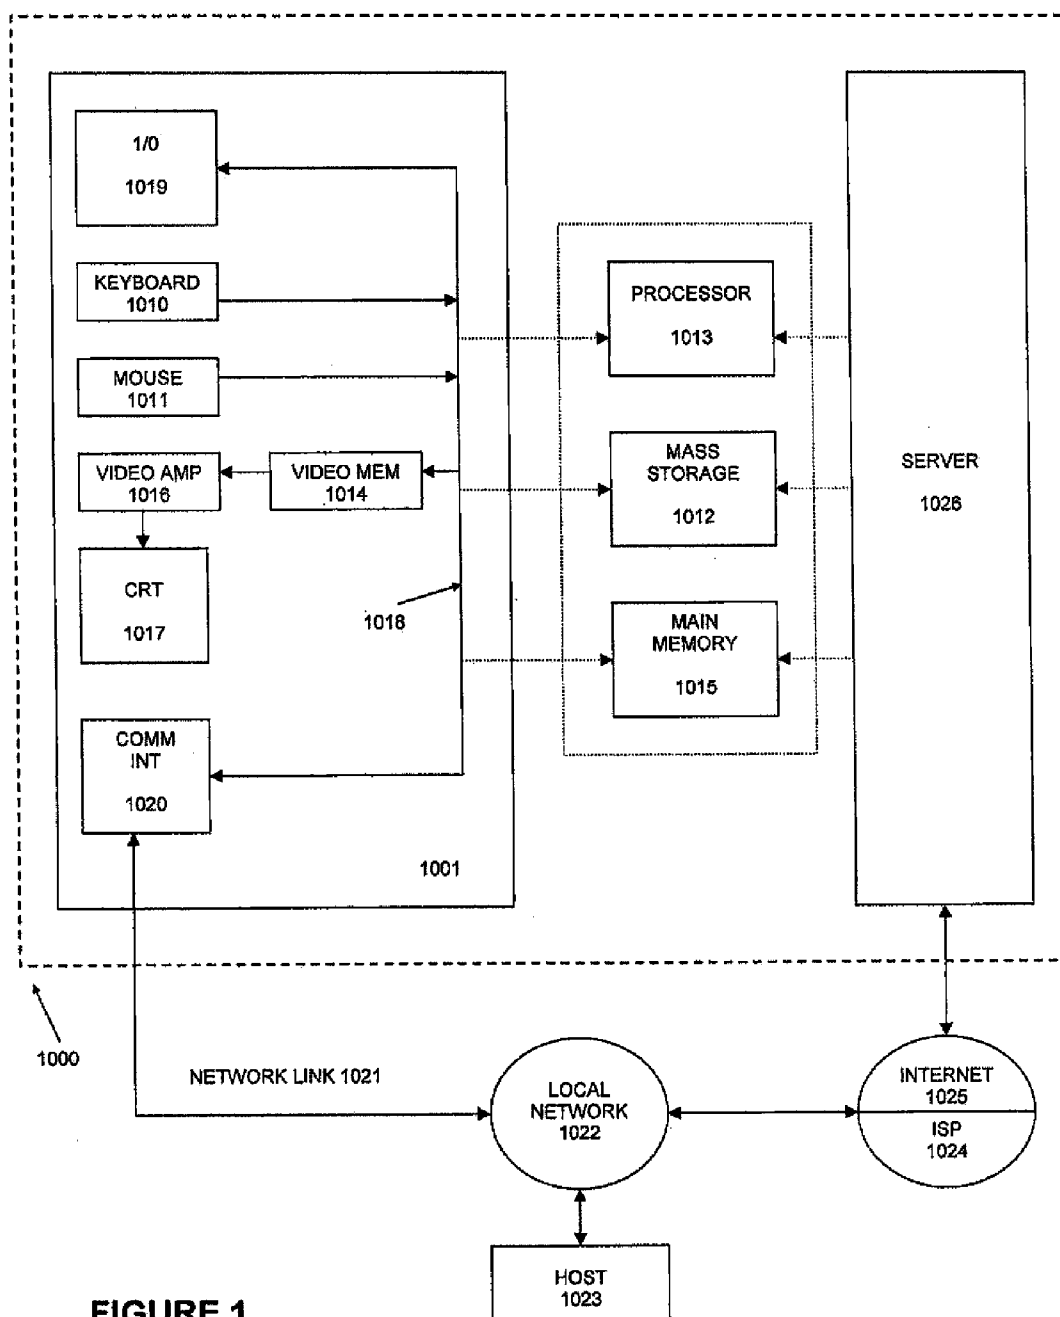 1/0
1019
KEYBOARD
1010
MOUSE
1011
VIDEO AMP
1016
VIDEO MEM
1014
CRT
1017
1018
COMM
INT
1020
1001
PROCESSOR
1013
MASS
STORAGE
1012
MAIN
MEMORY
1015
SERVER
1026
1000
NETWORK LINK 1021
LOCAL
NETWORK
1022
INTERNET
1025
ISP
1024
HOST
1023
FIGURE 1